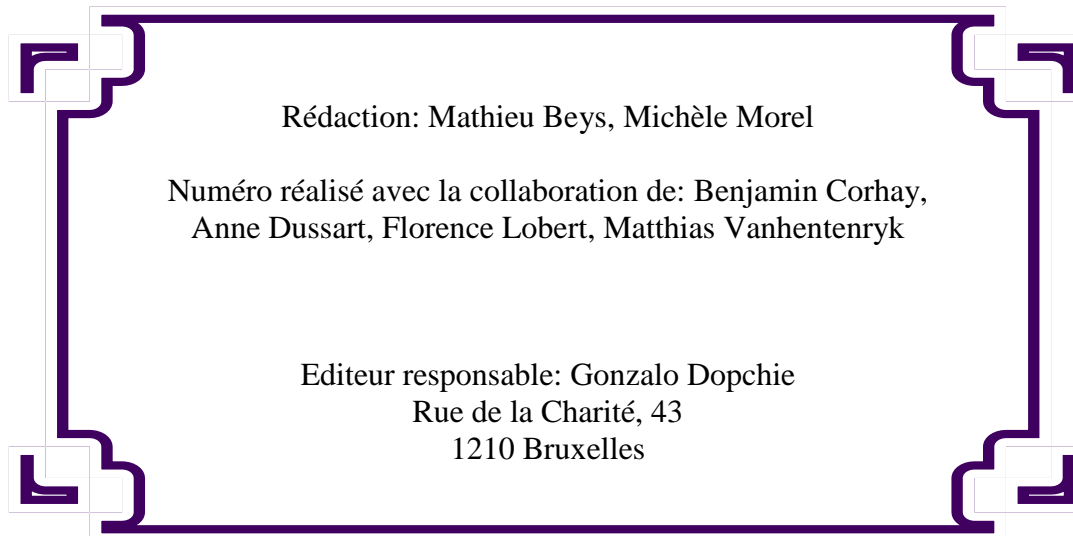 Rédaction: Mathieu Beys, Michèle Morel
Numéro réalisé avec la collaboration de: Benjamin Corhay,
Anne Dussart, Florence Lobert, Matthias Vanhentenryk
Editeur responsable: Gonzalo Dopchie
Rue de la Charité, 43
1210 Bruxelles